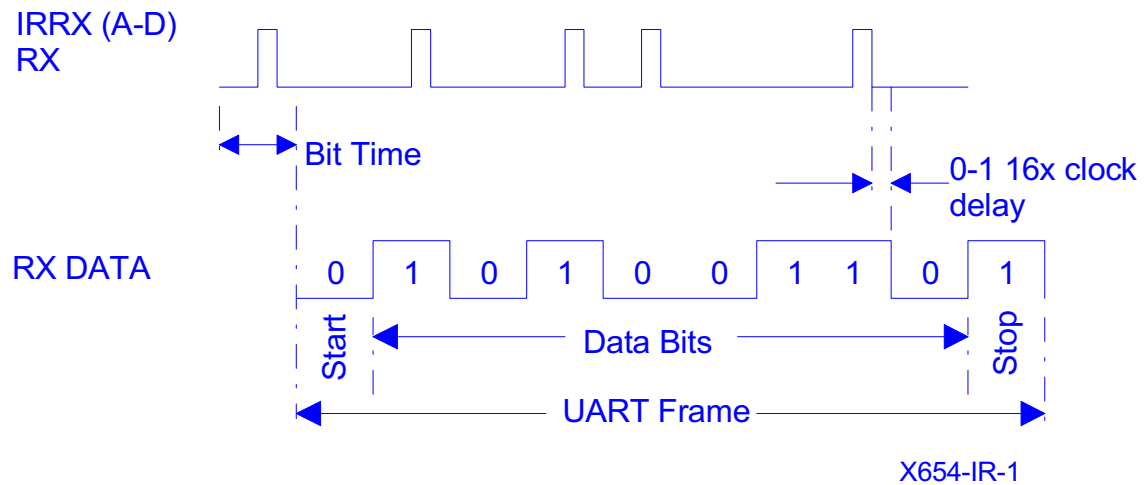 IRRX (A-D)
RX
Bit Time
0-1 16x clock
delay
RX DATA
0 1 0 1 0 0 1 1 0 1
Start
Data Bits
Stop
UART Frame
X654-IR-1